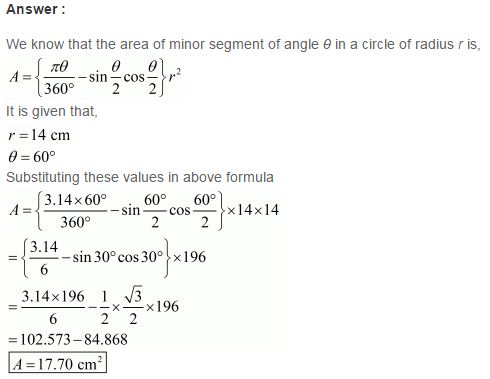 Answer :
We know that the area of minor segment of angle θ in a circle of radius r is,
A = {πθ/360° − sin θ/2 cos θ/2} r²
It is given that,
r = 14 cm
θ = 60°
Substituting these values in above formula
A = {3.14 × 60°/360° − sin 60°/2 cos 60°/2} × 14 × 14
= {3.14/6 − sin 30° cos 30°} × 196
= 3.14 × 196/6 − 1/2 × √3/2 × 196
= 102.573 − 84.868
A = 17.70 cm²